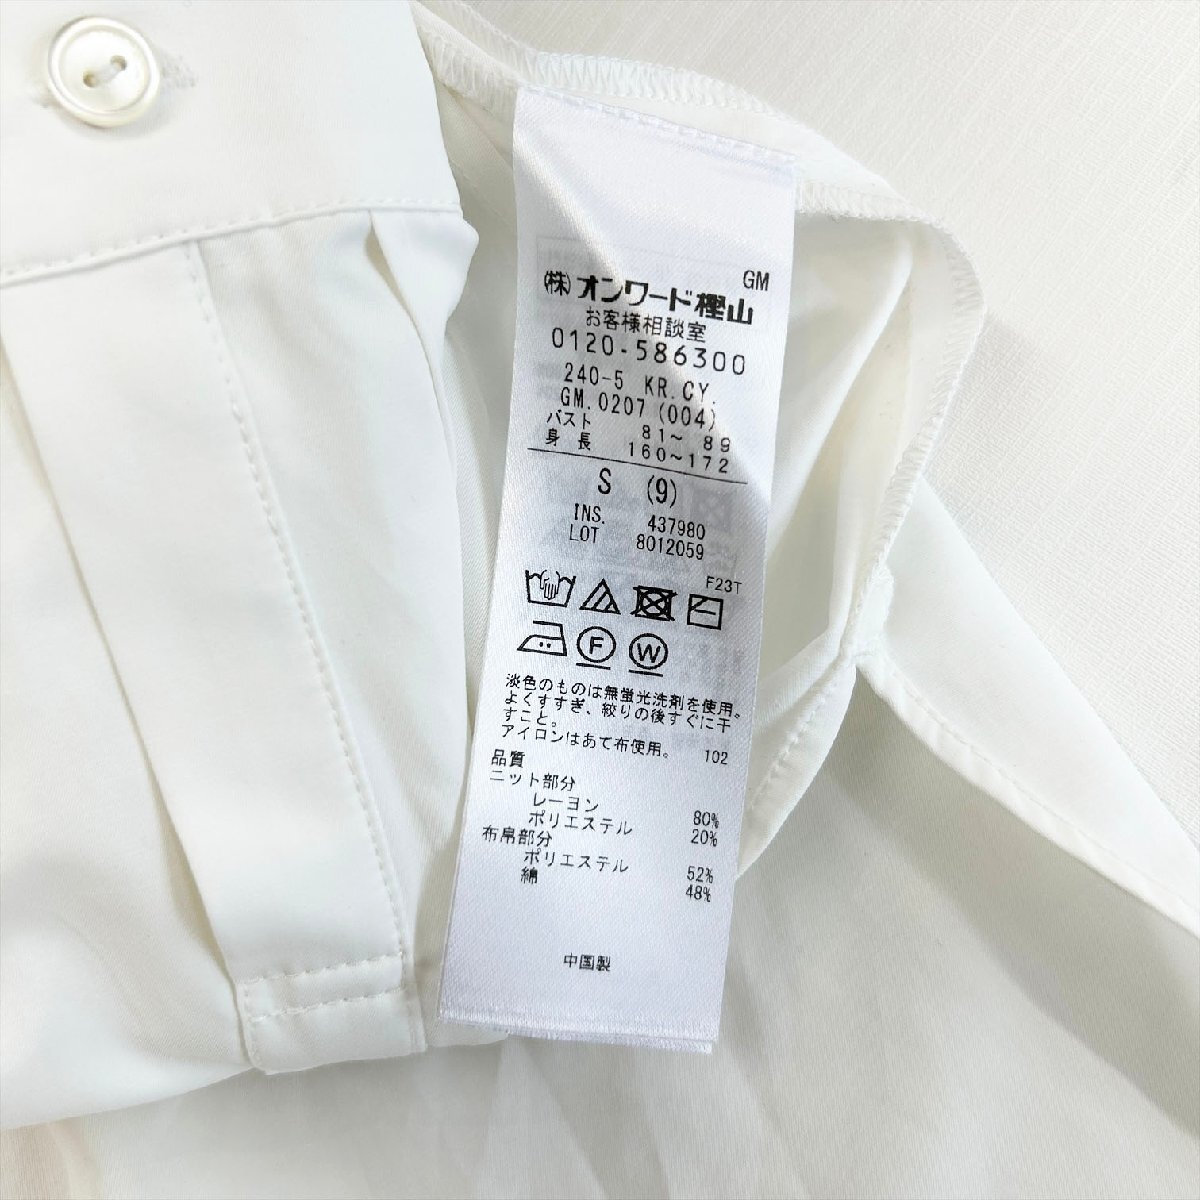 GM
(株)オンワード樫山
お客様相談室
0120-586300
240-5 KR.CY.
GM.0207 (004)
バスト 81~ 89
身長 160~172
S (9)
INS. 437980
LOT 8012059
F23T
F W
淡色のものは無蛍光洗剤を使用。
よくすすぎ、絞りの後すぐに干
すこと。
アイロンはあて布使用。 102
品質
ニット部分
レーヨン 80%
ポリエステル 20%
布帛部分
ポリエステル 52%
綿 48%
中国製